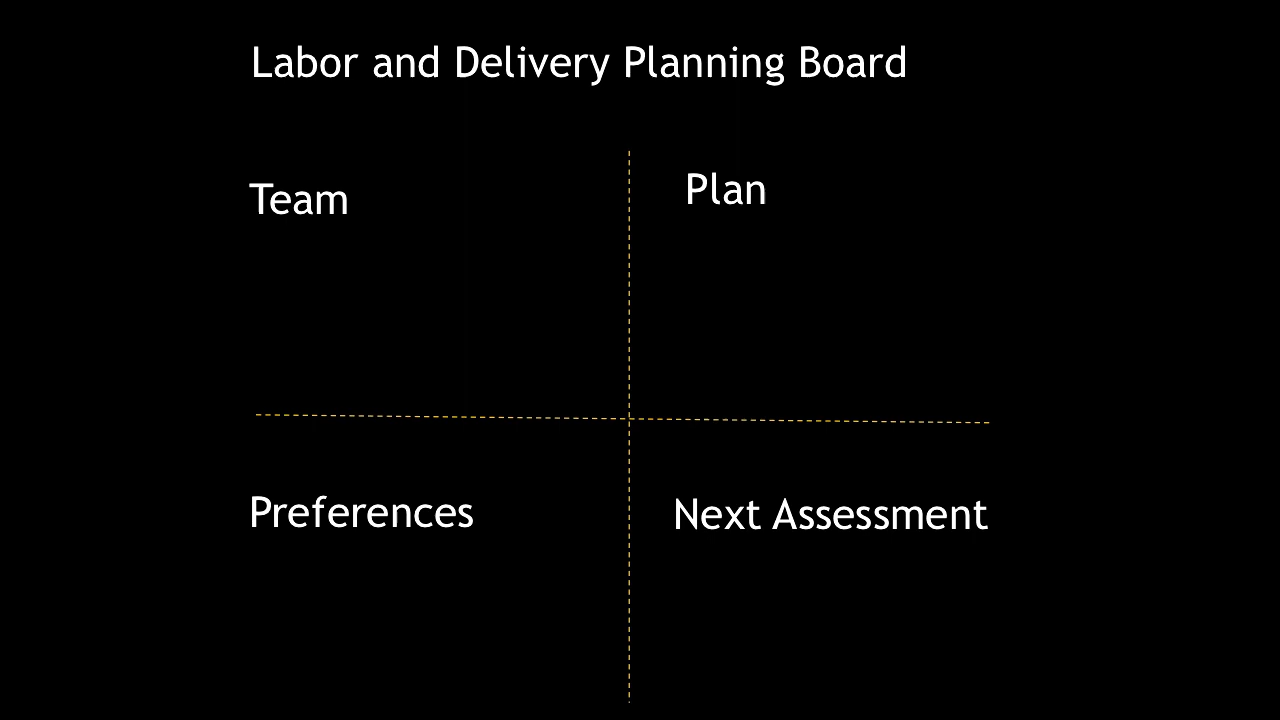 Labor and Delivery Planning Board
Team
Plan
Preferences
Next Assessment